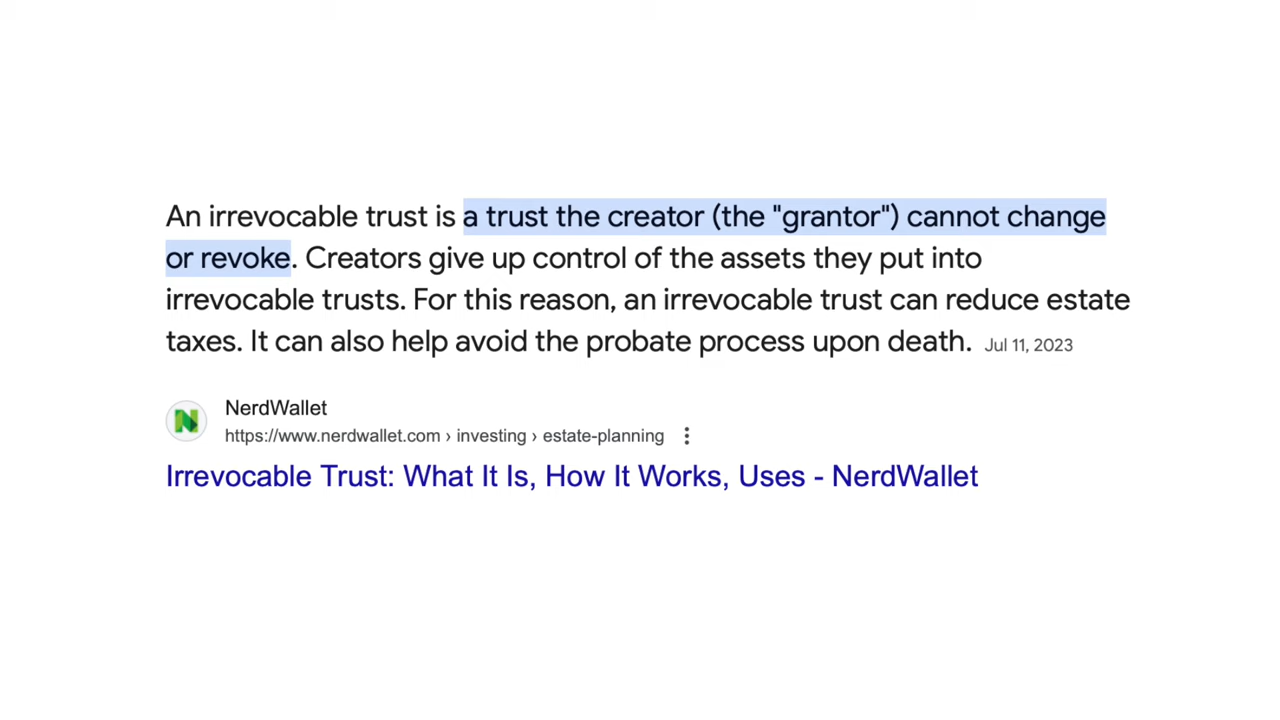 An irrevocable trust is a trust the creator (the "grantor") cannot change
or revoke. Creators give up control of the assets they put into
irrevocable trusts. For this reason, an irrevocable trust can reduce estate
taxes. It can also help avoid the probate process upon death. Jul 11, 2023
NerdWallet
https://www.nerdwallet.com › investing › estate-planning
Irrevocable Trust: What It Is, How It Works, Uses - NerdWallet